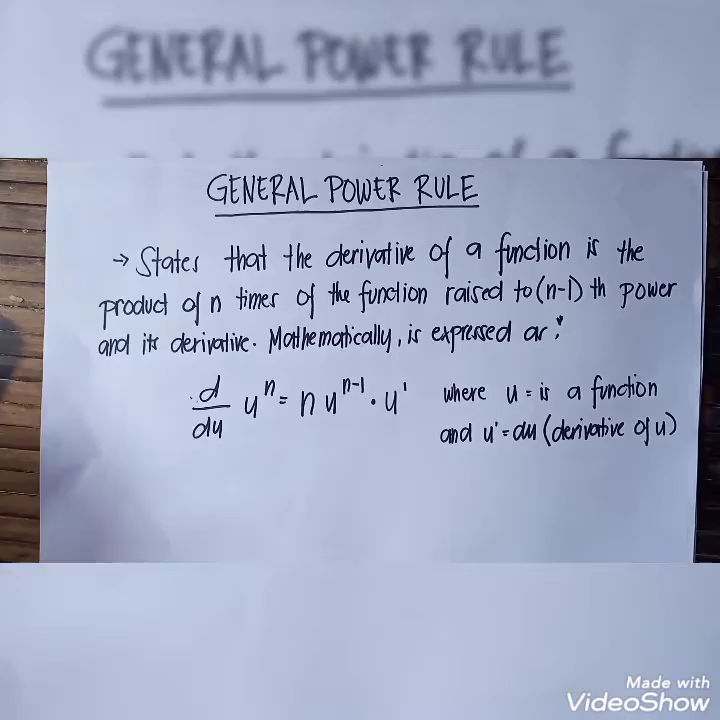 GENERAL POWER RULE
GENERAL POWER RULE
→ States that the derivative of a function is the
product of n times of the function raised to (n-1) th power
and its derivative. Mathematically, is expressed as:
d/du uⁿ = n uⁿ⁻¹ · u' where u = is a function
and u' = du (derivative of u)
Made with
VideoShow